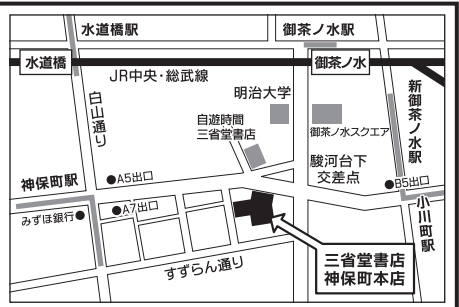 水道橋駅
御茶ノ水駅
水道橋
御茶ノ水
JR中央・総武線
明治大学
白山通り
自遊時間
三省堂書店
御茶ノ水スクエア
新御茶ノ水駅
駿河台下
交差点
神保町駅
●A5出口
●B5出口
●A7出口
みずほ銀行●
小川町駅
すずらん通り
三省堂書店
神保町本店